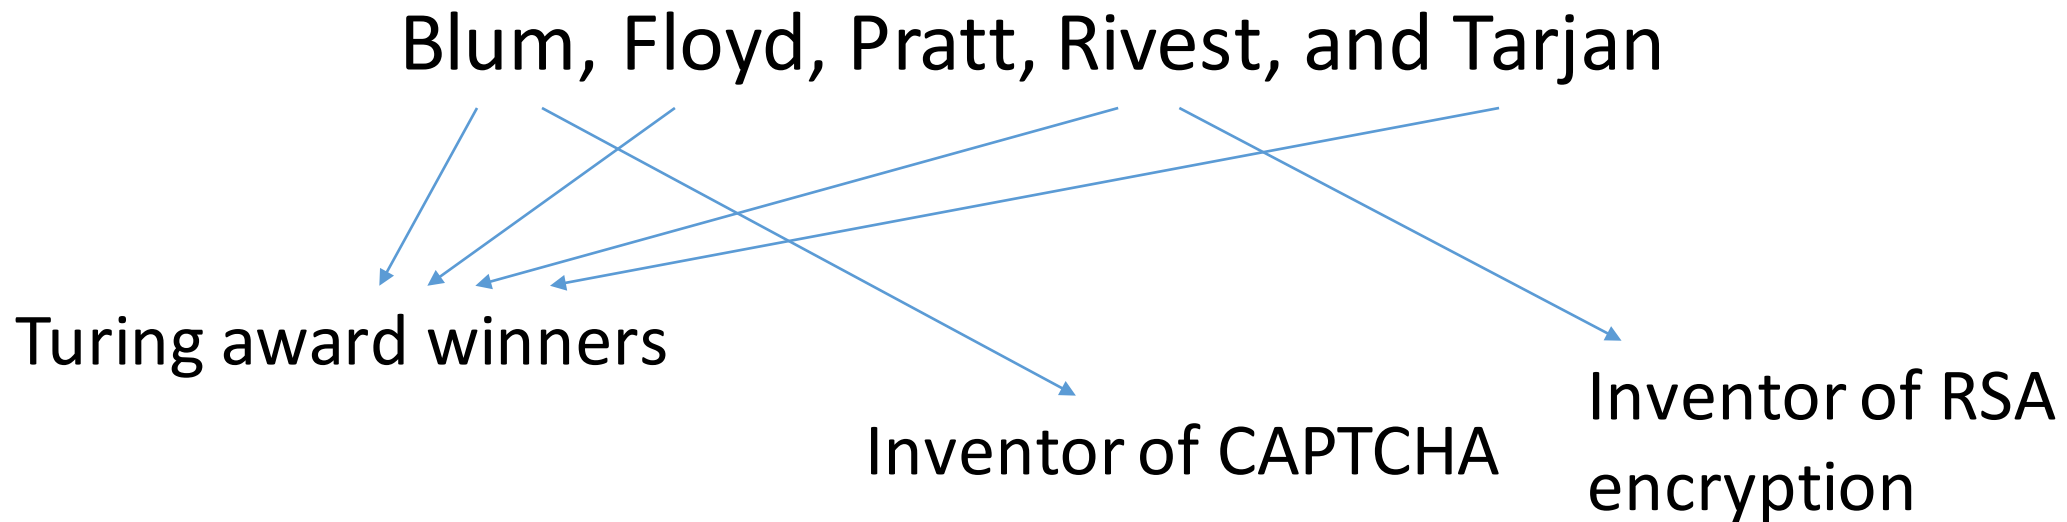 Blum, Floyd, Pratt, Rivest, and Tarjan
Turing award winners
Inventor of CAPTCHA
Inventor of RSA
encryption